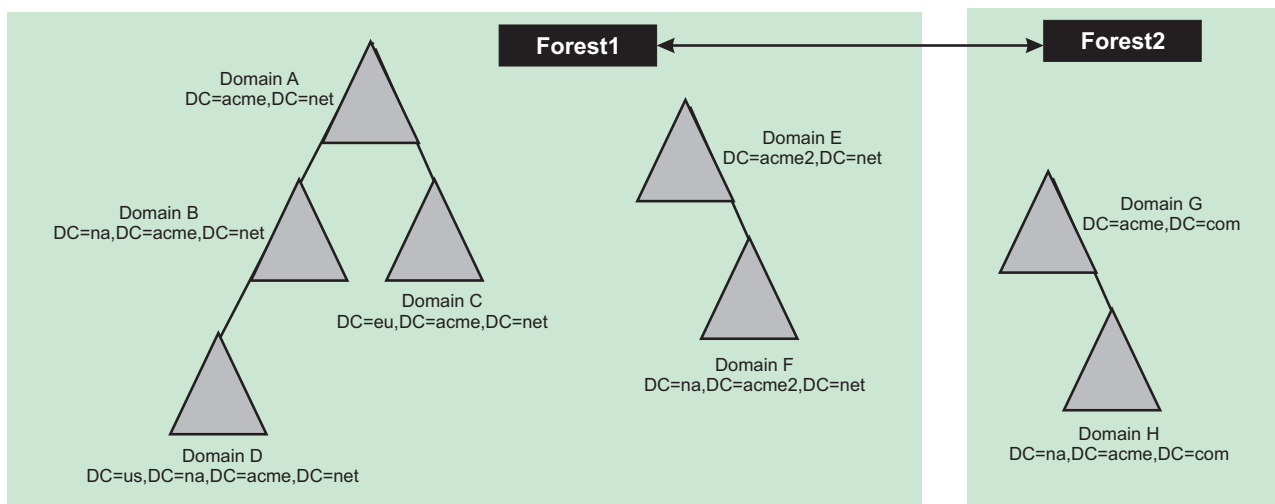 Forest1
Forest2
Domain A
DC=acme,DC=net
Domain B
DC=na,DC=acme,DC=net
Domain C
DC=eu,DC=acme,DC=net
Domain D
DC=us,DC=na,DC=acme,DC=net
Domain E
DC=acme2,DC=net
Domain F
DC=na,DC=acme2,DC=net
Domain G
DC=acme,DC=com
Domain H
DC=na,DC=acme,DC=com